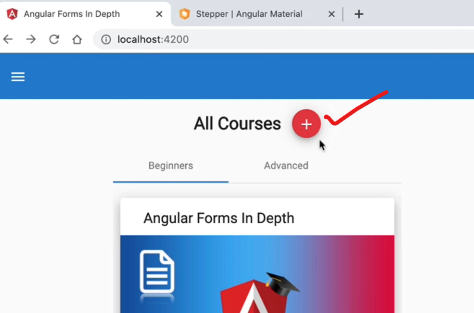 Angular Forms In Depth
Stepper | Angular Material
localhost:4200
All Courses +
Beginners Advanced
Angular Forms In Depth